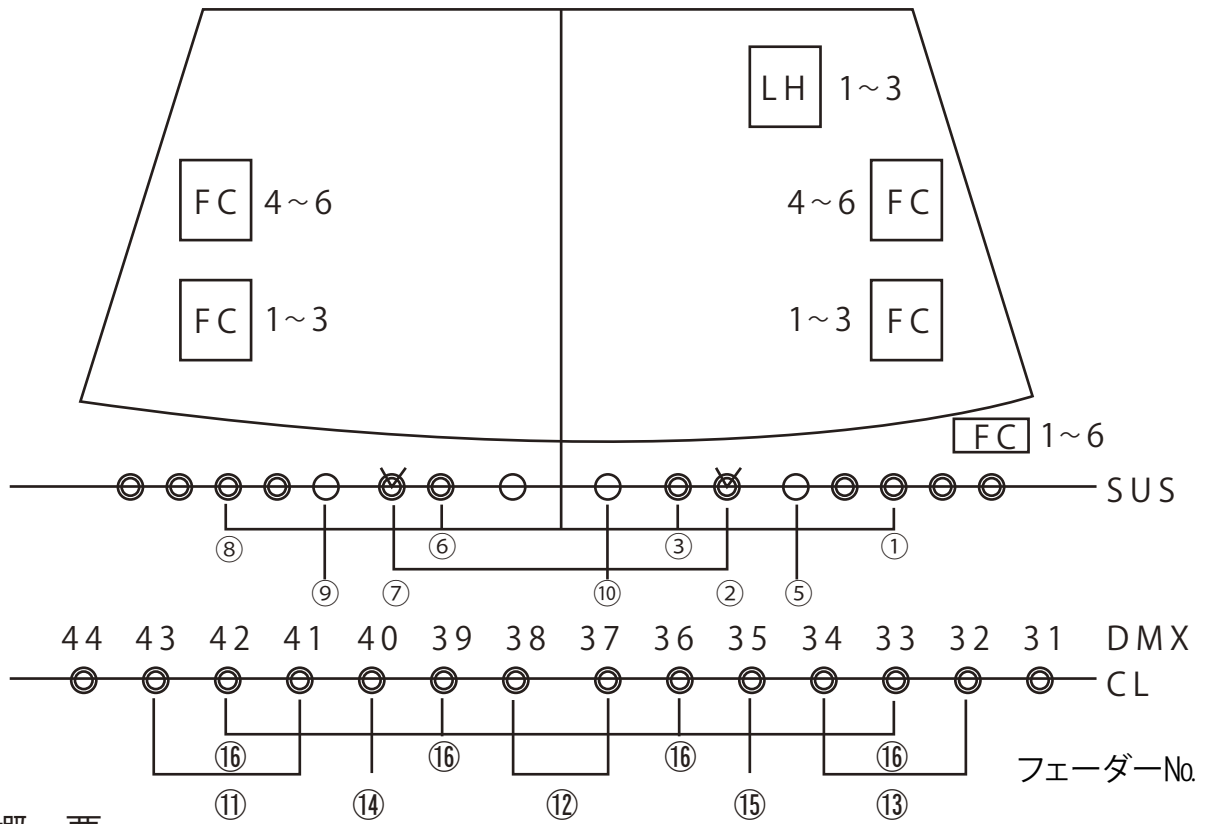 LH 1～3
FC 4～6 4～6 FC
FC 1～3 1～3 FC
FC 1～6
SUS
⑧ ⑥ ③ ①
⑨ ⑦ ⑩ ② ⑤
44 43 42 41 40 39 38 37 36 35 34 33 32 31 DMX
CL
⑯ ⑯ ⑯ ⑯
フェーダー№
⑪ ⑭ ⑫ ⑮ ⑬